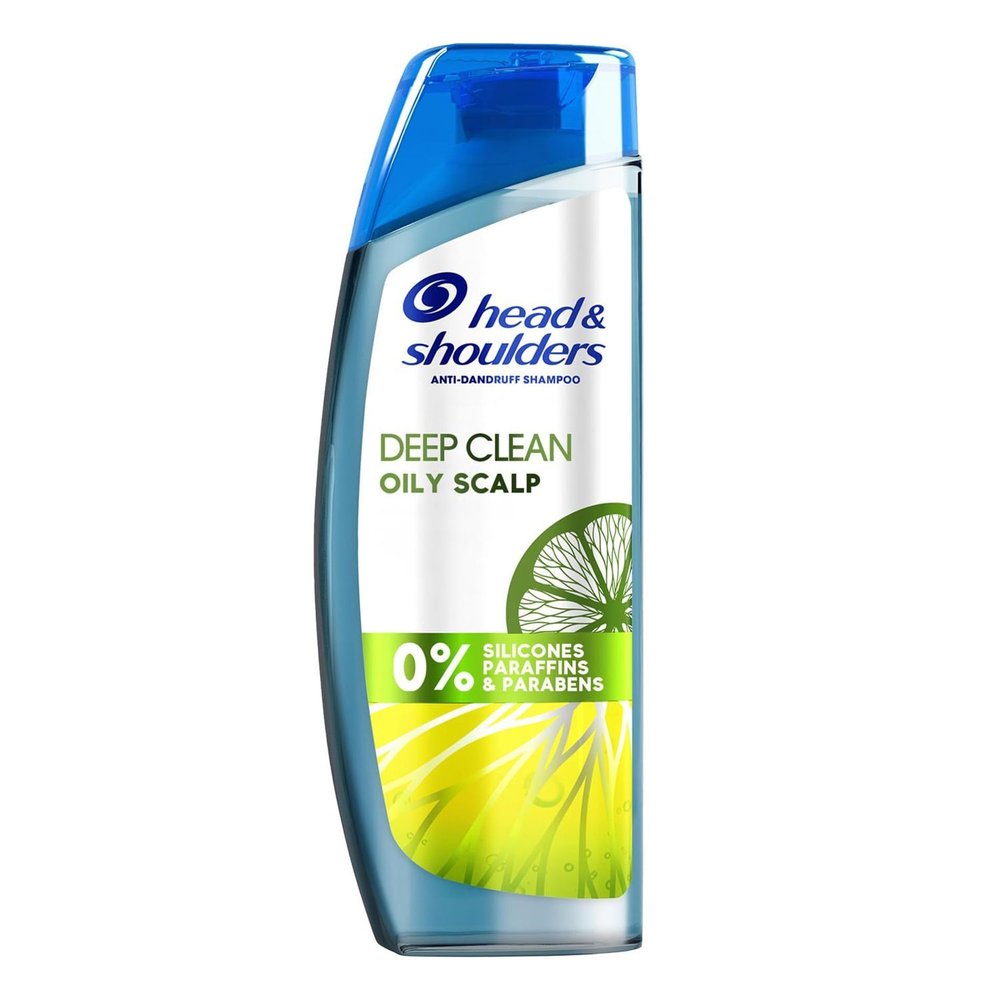 head &
shoulders
ANTI-DANDRUFF SHAMPOO
DEEP CLEAN
OILY SCALP
0% SILICONES
PARAFFINS
& PARABENS